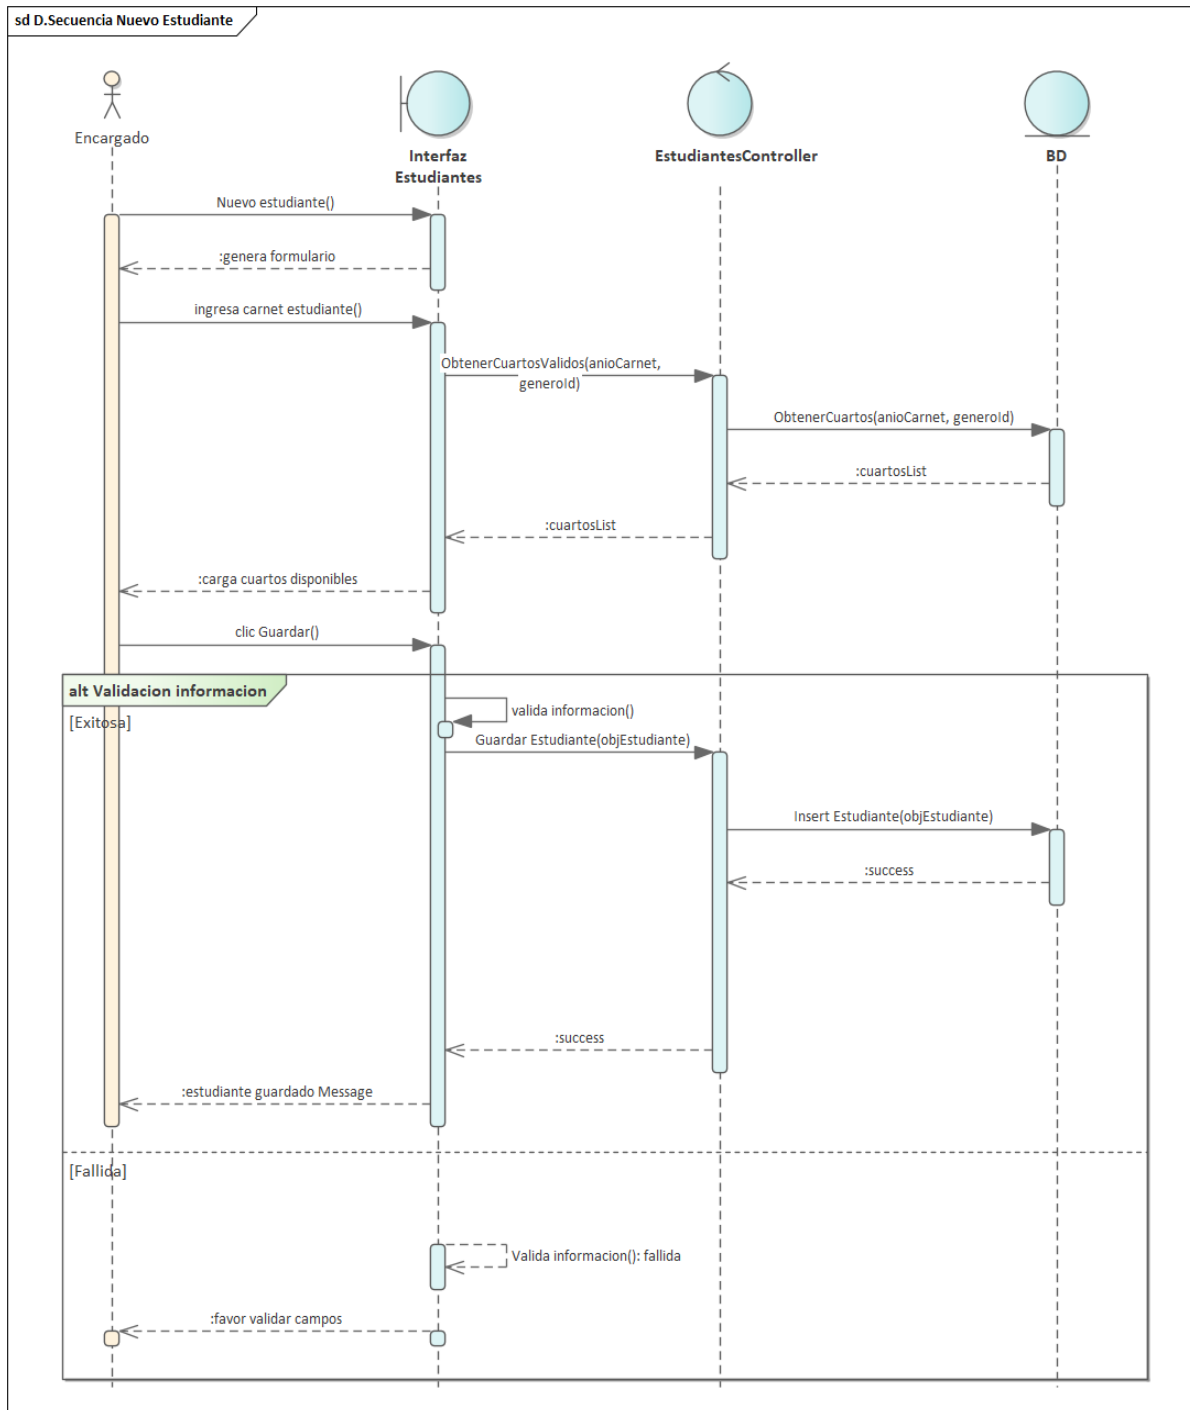 sd D.Secuencia Nuevo Estudiante
Encargado
Interfaz
Estudiantes
EstudiantesController
BD
Nuevo estudiante()
:genera formulario
ingresa carnet estudiante()
ObtenerCuartosValidos(anioCarnet,
generoId)
ObtenerCuartos(anioCarnet, generoId)
:cuartosList
:cuartosList
:carga cuartos disponibles
clic Guardar()
alt Validacion informacion
[Exitosa]
valida informacion()
Guardar Estudiante(objEstudiante)
Insert Estudiante(objEstudiante)
:success
:success
:estudiante guardado Message
[Fallida]
Valida informacion(): fallida
:favor validar campos